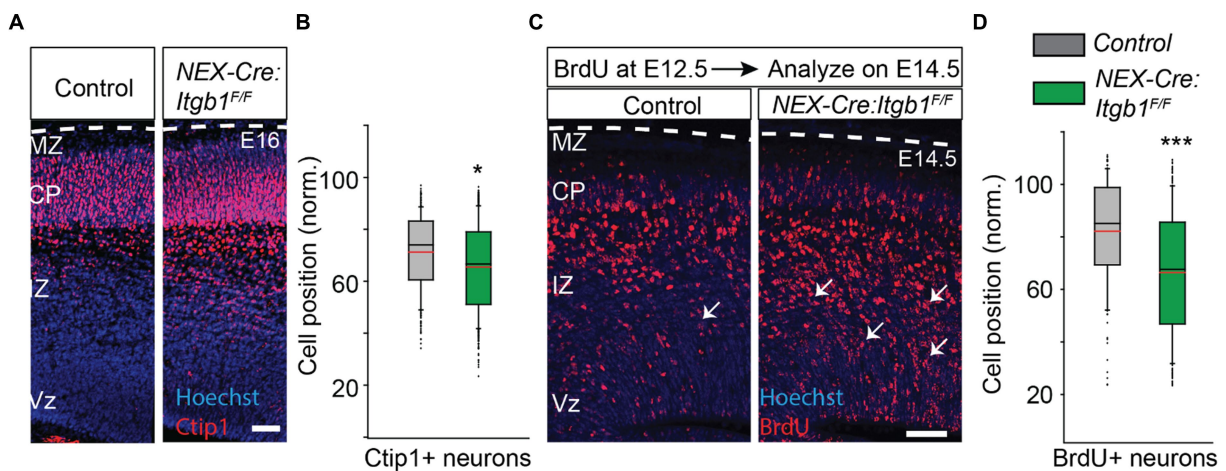 A
Control
NEX-Cre:
Itgb1F/F
E16
MZ
CP
IZ
Vz
Hoechst
Ctip1
B
Cell position (norm.)
100
60
20
*
Ctip1+ neurons
C
BrdU at E12.5 → Analyze on E14.5
Control
NEX-Cre:Itgb1F/F
MZ
E14.5
CP
IZ
Vz
Hoechst
BrdU
D
Control
NEX-Cre:
Itgb1F/F
***
Cell position (norm.)
100
60
20
BrdU+ neurons